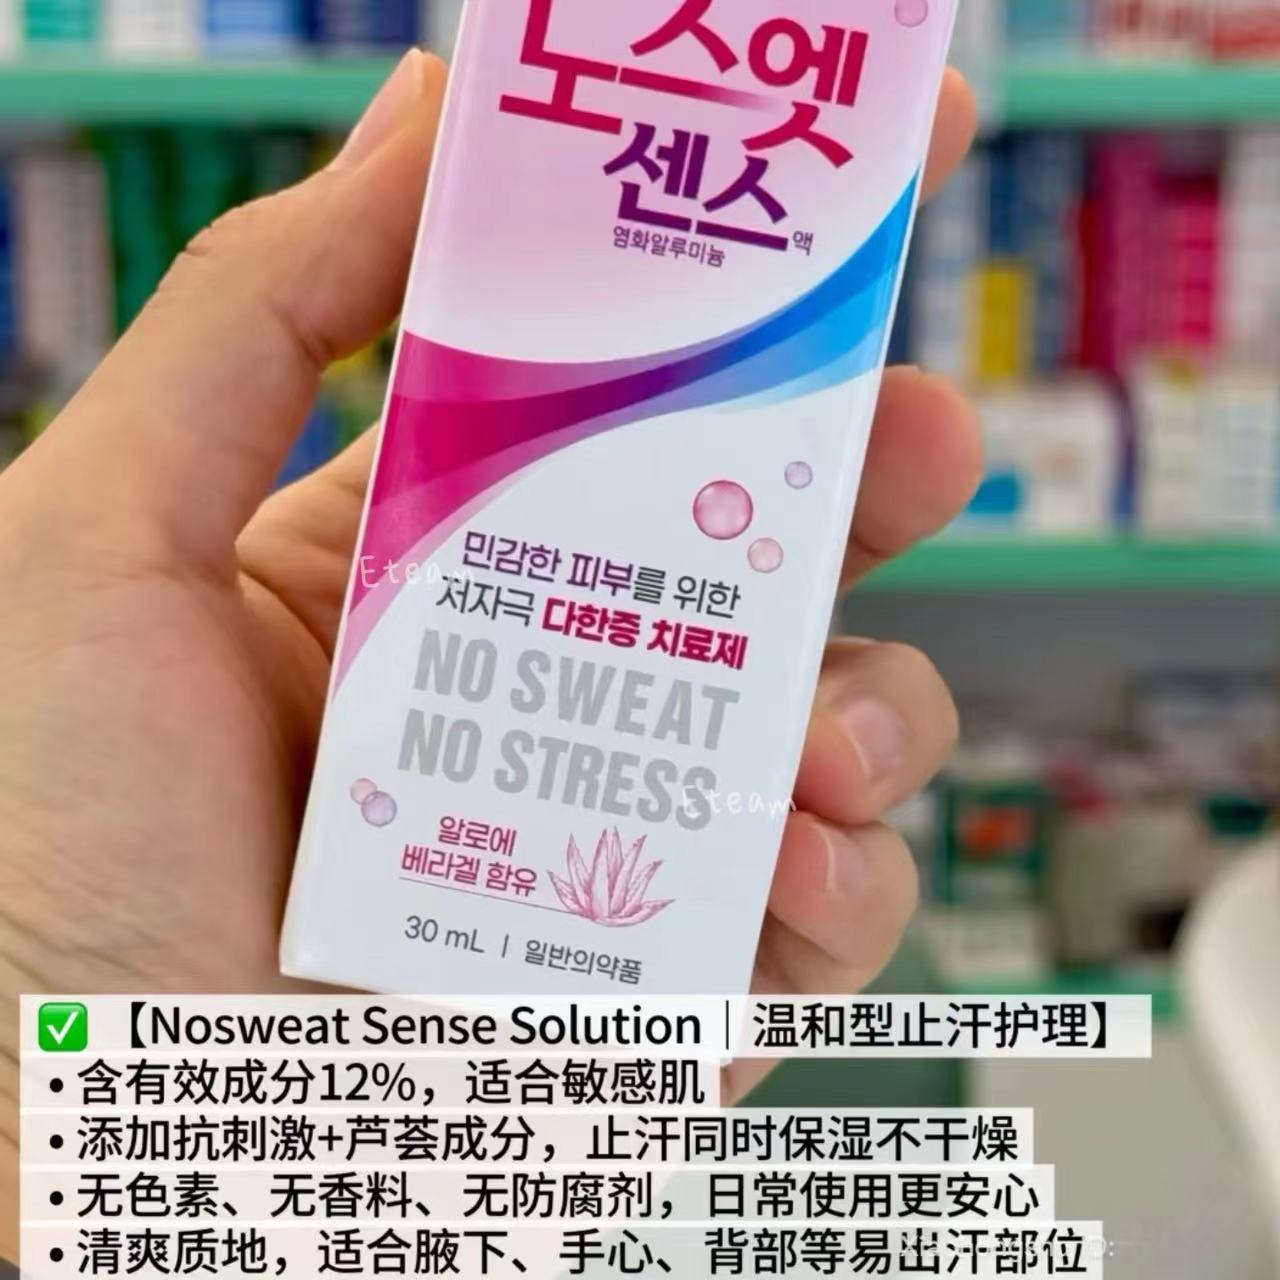 노스엣
센스액
염화알루미늄
민감한 피부를 위한
저자극 다한증 치료제
NO SWEAT
NO STRESS
알로에
베라겔 함유
30 mL | 일반의약품
Eteam
Eteam
✅【Nosweat Sense Solution｜温和型止汗护理】
• 含有效成分12%，适合敏感肌
• 添加抗刺激+芦荟成分，止汗同时保湿不干燥
• 无色素、无香料、无防腐剂，日常使用更安心
• 清爽质地，适合腋下、手心、背部等易出汗部位